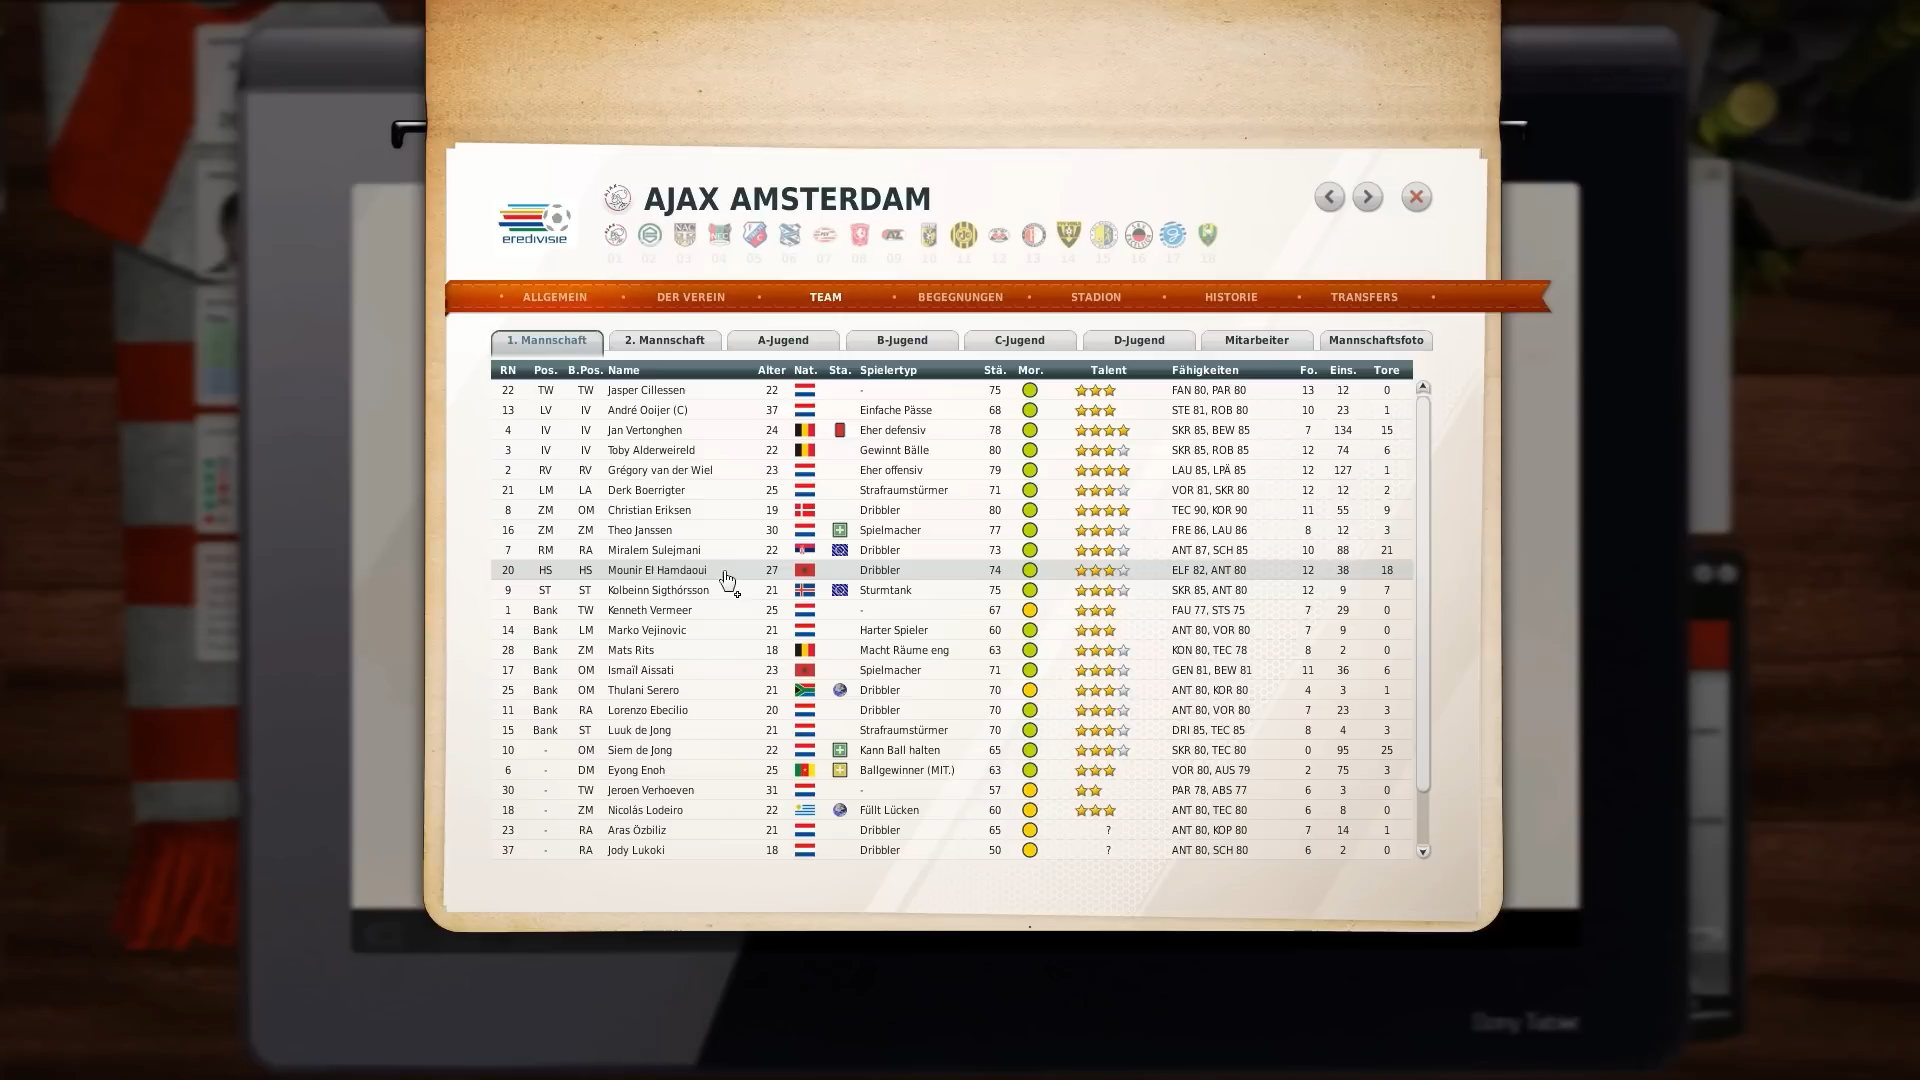 AJAX AMSTERDAM
eredivisie
01 02 03 04 05 06 07 08 09 10 11 12 13 14 15 16 17 18
ALLGEMEIN DER VEREIN TEAM BEGEGNUNGEN STADION HISTORIE TRANSFERS
1. Mannschaft 2. Mannschaft A-Jugend B-Jugend C-Jugend D-Jugend Mitarbeiter Mannschaftsfoto
RN Pos. B.Pos. Name Alter Nat. Sta. Spielertyp Stä. Mor. Talent Fähigkeiten Fo. Eins. Tore
22 TW TW Jasper Cillessen 22 - 75 FAN 80, PAR 80 13 12 0
13 LV IV André Ooijer (C) 37 Einfache Pässe 68 STE 81, ROB 80 10 23 1
4 IV IV Jan Vertonghen 24 Eher defensiv 78 SKR 85, BEW 85 7 134 15
3 IV IV Toby Alderweireld 22 Gewinnt Bälle 80 SKR 85, ROB 85 12 74 6
2 RV RV Grégory van der Wiel 23 Eher offensiv 79 LAU 85, LPÄ 85 12 127 1
21 LM LA Derk Boerrigter 25 Strafraumstürmer 71 VOR 81, SKR 80 12 12 2
8 ZM OM Christian Eriksen 19 Dribbler 80 TEC 90, KOR 90 11 55 9
16 ZM ZM Theo Janssen 30 Spielmacher 77 FRE 86, LAU 86 8 12 3
7 RM RA Miralem Sulejmani 22 Dribbler 73 ANT 87, SCH 85 10 88 21
20 HS HS Mounir El Hamdaoui 27 Dribbler 74 ELF 82, ANT 80 12 38 18
9 ST ST Kolbeinn Sigthórsson 21 Sturmtank 75 SKR 85, ANT 80 12 9 7
1 Bank TW Kenneth Vermeer 25 - 67 FAU 77, STS 75 7 29 0
14 Bank LM Marko Vejinovic 21 Harter Spieler 60 ANT 80, VOR 80 7 9 0
28 Bank ZM Mats Rits 18 Macht Räume eng 63 KON 80, TEC 78 8 2 0
17 Bank OM Ismaïl Aissati 23 Spielmacher 71 GEN 81, BEW 81 11 36 6
25 Bank OM Thulani Serero 21 Dribbler 70 ANT 80, KOR 80 4 3 1
11 Bank RA Lorenzo Ebecilio 20 Dribbler 70 ANT 80, VOR 80 7 23 3
15 Bank ST Luuk de Jong 21 Strafraumstürmer 70 DRI 85, TEC 85 8 4 3
10 - OM Siem de Jong 22 Kann Ball halten 65 SKR 80, TEC 80 0 95 25
6 - DM Eyong Enoh 25 Ballgewinner (MIT.) 63 VOR 80, AUS 79 2 75 3
30 - TW Jeroen Verhoeven 31 - 57 PAR 78, ABS 77 6 3 0
18 - ZM Nicolás Lodeiro 22 Füllt Lücken 60 ANT 80, TEC 80 6 8 0
23 - RA Aras Özbiliz 21 Dribbler 65 ? ANT 80, KOP 80 7 14 1
37 - RA Jody Lukoki 18 Dribbler 50 ? ANT 80, SCH 80 6 2 0